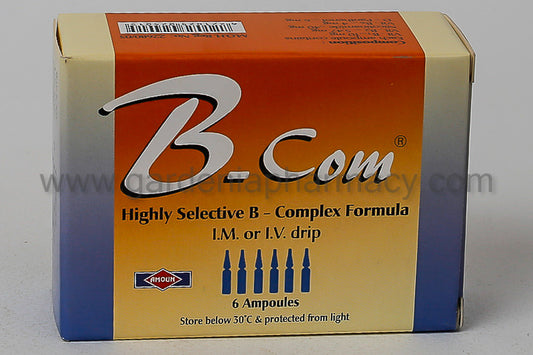 B-Com®
www.gardeniapharmacy.com
Highly Selective B - Complex Formula
I.M. or I.V. drip
AMOUN
6 Ampoules
Store below 30°C & protected from light
Composition